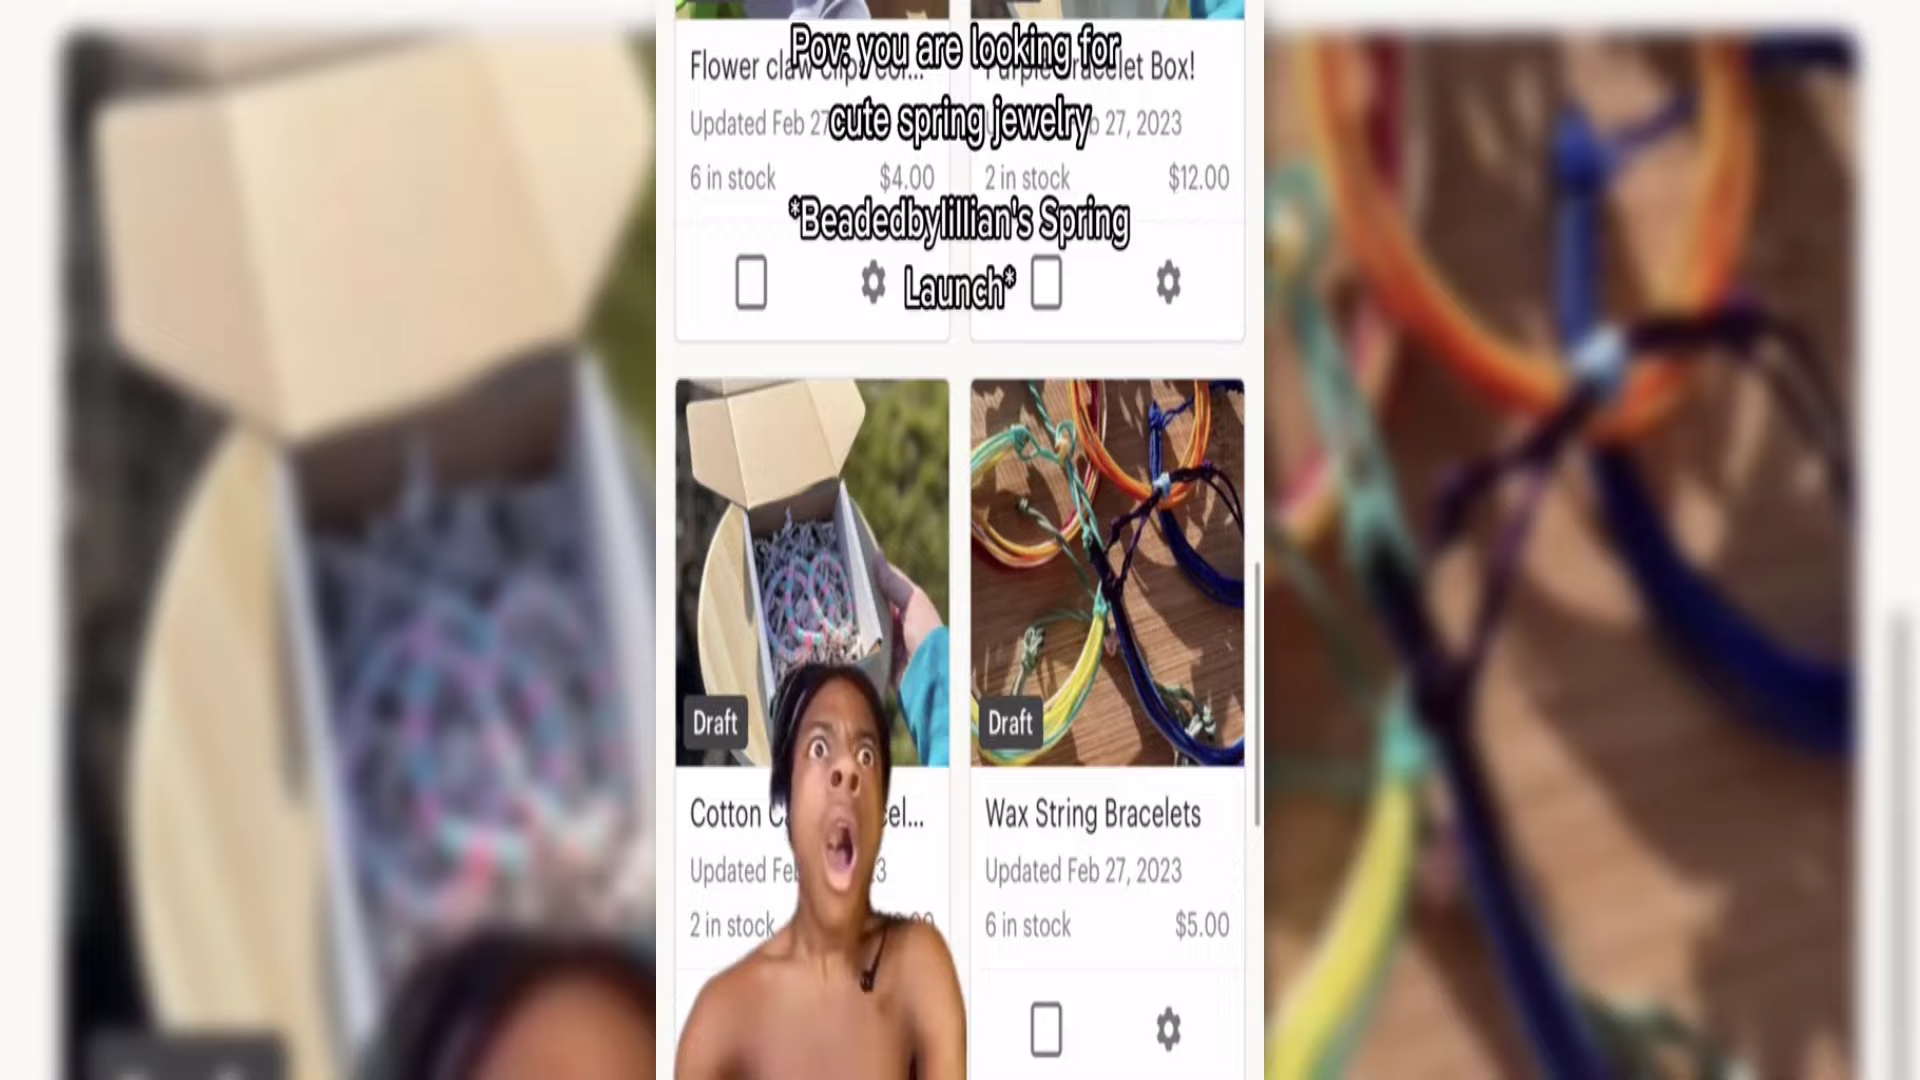 Pov: you are looking for
cute spring jewelry
*Beadedbylillian's Spring
Launch*
Flower claw clips
Purple Bracelet Box!
Updated Feb 27
27, 2023
6 in stock
$4.00
2 in stock
$12.00
Draft
Draft
Cotton
Wax String Bracelets
Updated
Updated Feb 27, 2023
2 in stock
6 in stock
$5.00